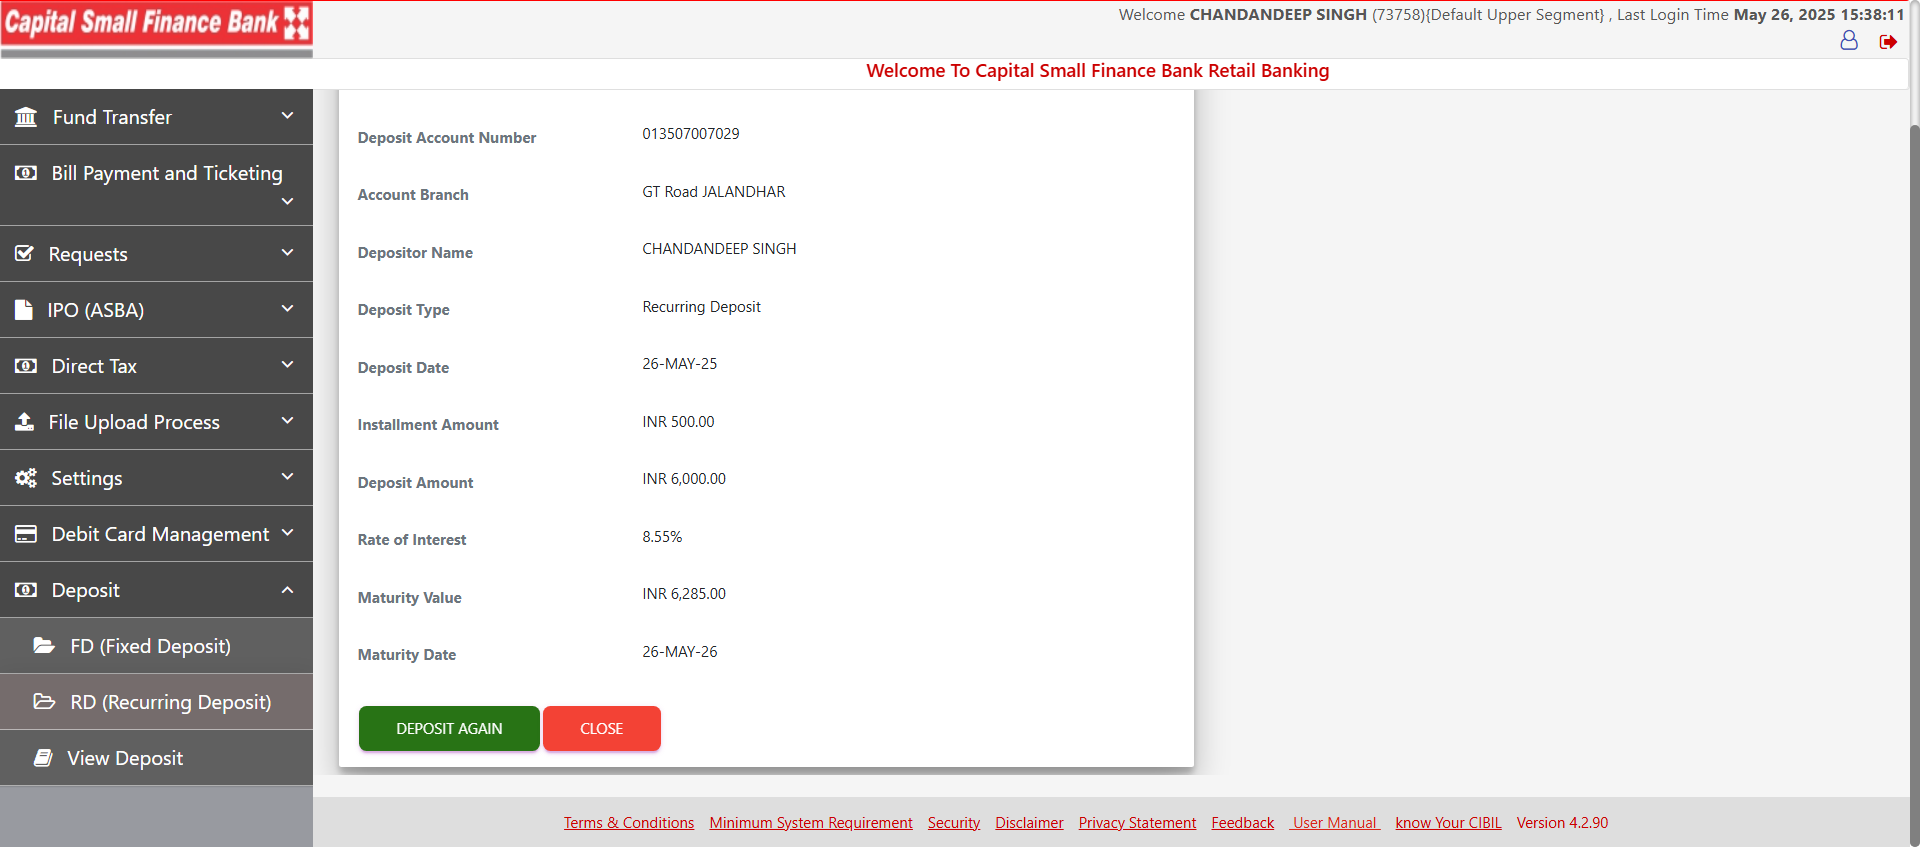 Capital Small Finance Bank
Welcome CHANDANDEEP SINGH (73758){Default Upper Segment} , Last Login Time May 26, 2025 15:38:11
Welcome To Capital Small Finance Bank Retail Banking
Fund Transfer
Bill Payment and Ticketing
Requests
IPO (ASBA)
Direct Tax
File Upload Process
Settings
Debit Card Management
Deposit
FD (Fixed Deposit)
RD (Recurring Deposit)
View Deposit
Deposit Account Number 013507007029
Account Branch GT Road JALANDHAR
Depositor Name CHANDANDEEP SINGH
Deposit Type Recurring Deposit
Deposit Date 26-MAY-25
Installment Amount INR 500.00
Deposit Amount INR 6,000.00
Rate of Interest 8.55%
Maturity Value INR 6,285.00
Maturity Date 26-MAY-26
DEPOSIT AGAIN CLOSE
Terms & Conditions Minimum System Requirement Security Disclaimer Privacy Statement Feedback User Manual know Your CIBIL Version 4.2.90